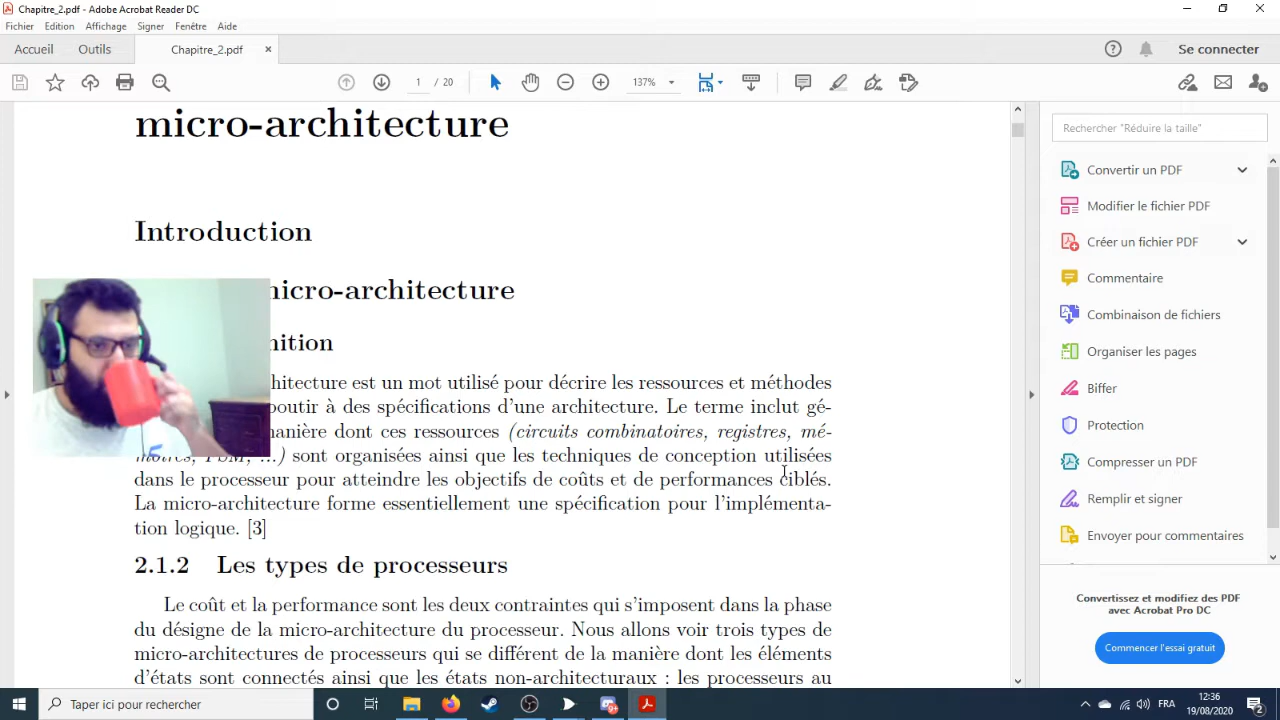 Chapitre_2.pdf - Adobe Acrobat Reader DC
Fichier Edition Affichage Signer Fenêtre Aide
Accueil Outils Chapitre_2.pdf × Se connecter
1 / 20 137%
micro-architecture
Introduction
micro-architecture
nition
hitecture est un mot utilisé pour décrire les ressources et méthodes
boutir à des spécifications d'une architecture. Le terme inclut gé-
manière dont ces ressources (circuits combinatoires, registres, mé-
moires, FSM, ...) sont organisées ainsi que les techniques de conception utilisées
dans le processeur pour atteindre les objectifs de coûts et de performances ciblés.
La micro-architecture forme essentiellement une spécification pour l'implémenta-
tion logique. [3]
2.1.2 Les types de processeurs
Le coût et la performance sont les deux contraintes qui s'imposent dans la phase
du désigne de la micro-architecture du processeur. Nous allons voir trois types de
micro-architectures de processeurs qui se différent de la manière dont les éléments
d'états sont connectés ainsi que les états non-architecturaux : les processeurs au
Rechercher "Réduire la taille"
Convertir un PDF
Modifier le fichier PDF
Créer un fichier PDF
Commentaire
Combinaison de fichiers
Organiser les pages
Biffer
Protection
Compresser un PDF
Remplir et signer
Envoyer pour commentaires
Convertissez et modifiez des PDF
avec Acrobat Pro DC
Commencer l'essai gratuit
Taper ici pour rechercher
FRA
12:36
19/08/2020
2